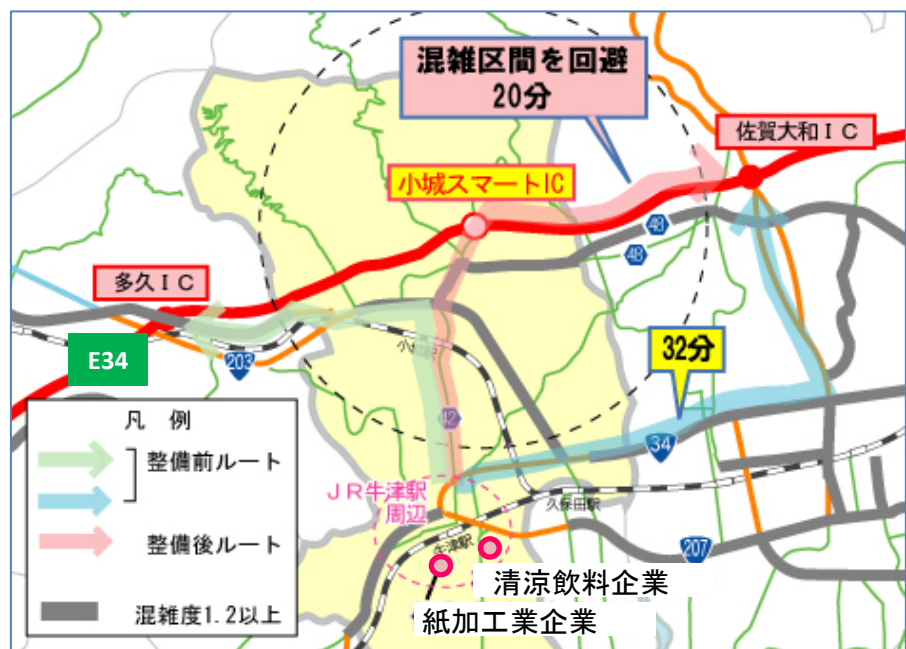 混雑区間を回避
20分
佐賀大和IC
小城スマートIC
48
48
多久IC
E34
203
32分
42
34
凡 例
整備前ルート
整備後ルート
混雑度1.2以上
JR牛津駅
周辺
久保田駅
牛津駅
207
清涼飲料企業
紙加工業企業